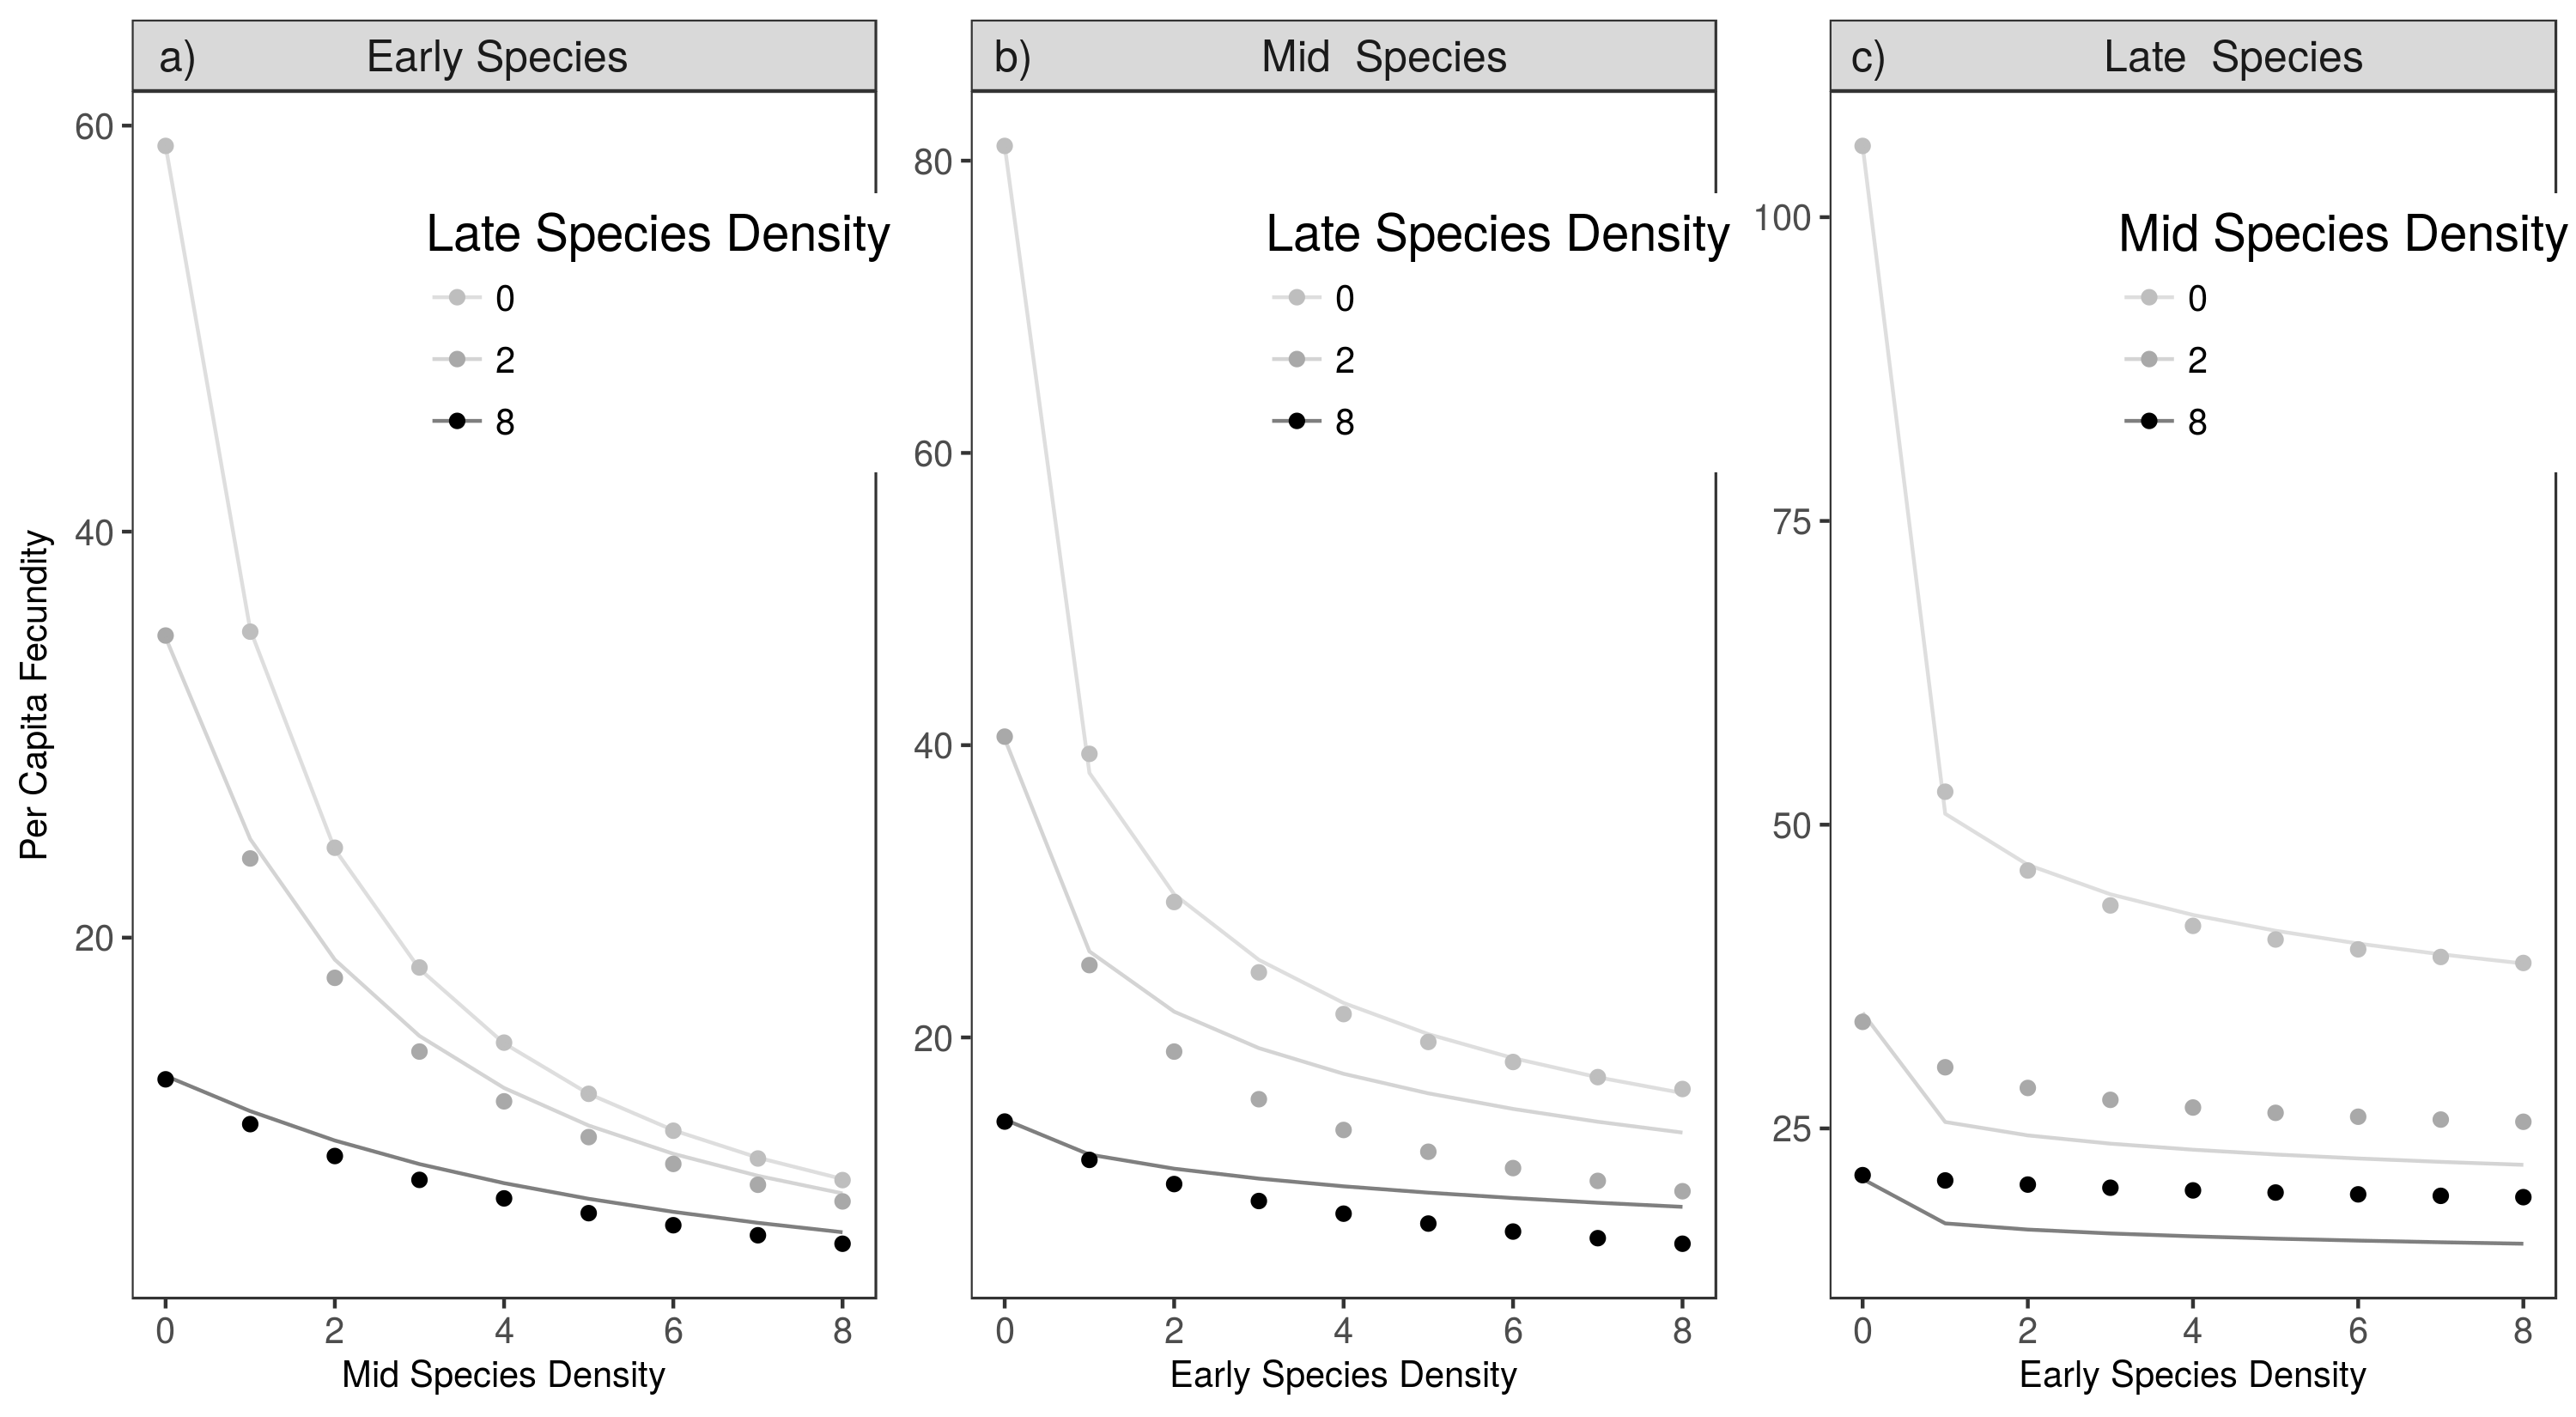 a) Early Species
b) Mid Species
c) Late Species
Per Capita Fecundity
60
40
20
Late Species Density
0
2
8
0 2 4 6 8
Mid Species Density
80
60
40
20
Late Species Density
0
2
8
0 2 4 6 8
Early Species Density
100
75
50
25
Mid Species Density
0
2
8
0 2 4 6 8
Early Species Density